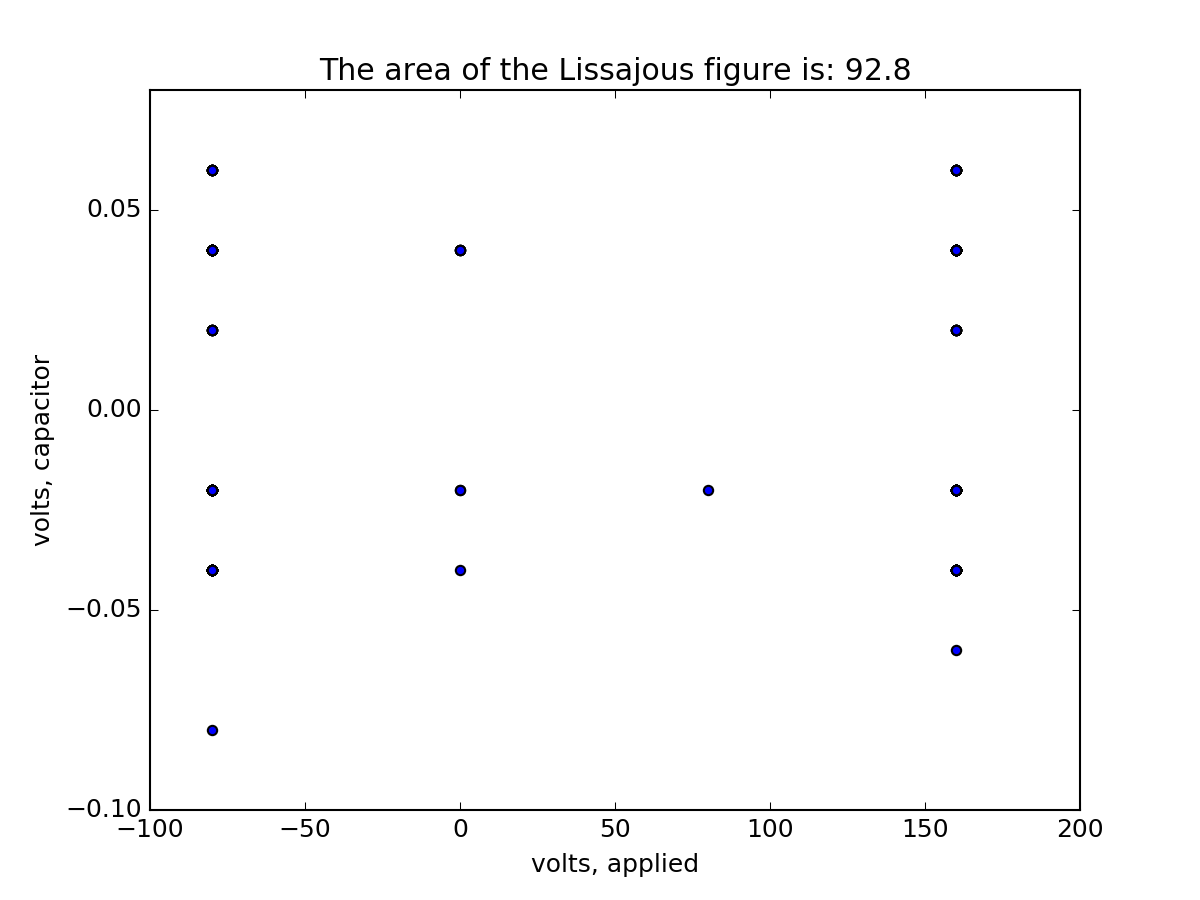 The area of the Lissajous figure is: 92.8
0.05
0.00
−0.05
−0.10
volts, capacitor
−100 −50 0 50 100 150 200
volts, applied